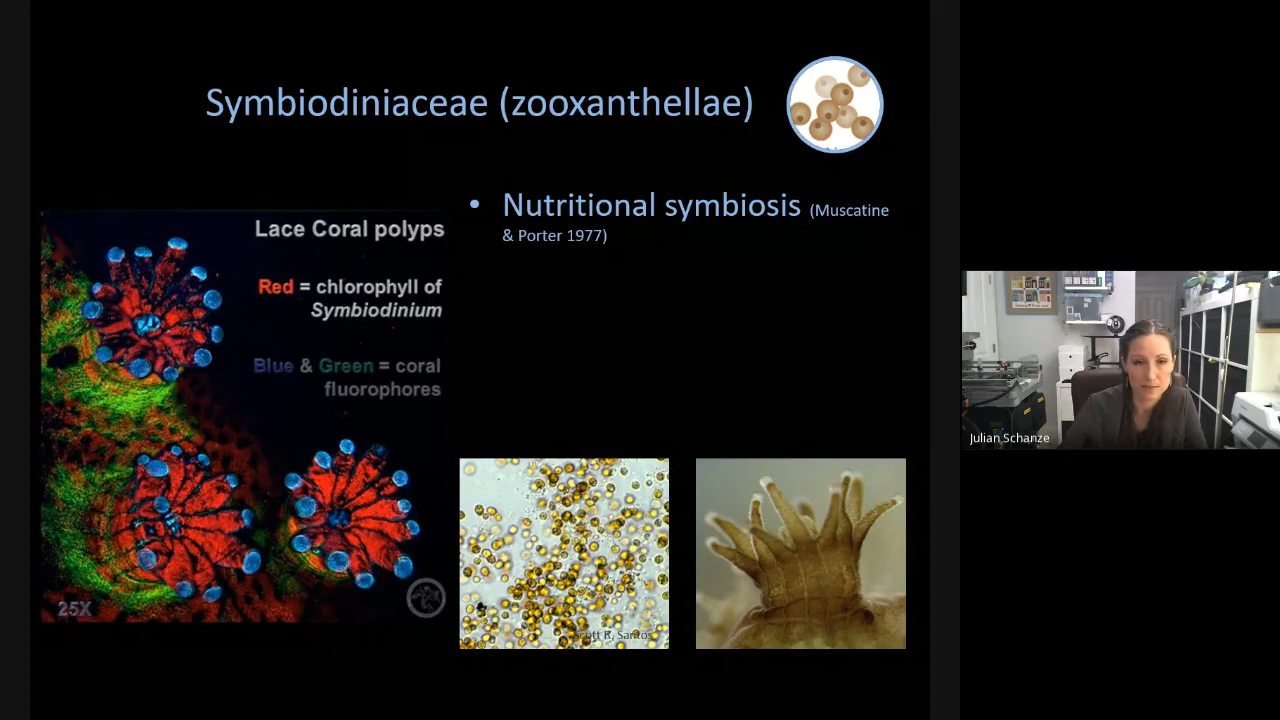 Symbiodiniaceae (zooxanthellae)
• Nutritional symbiosis (Muscatine
& Porter 1977)
Lace Coral polyps
Red = chlorophyll of
Symbiodinium
Blue & Green = coral
fluorophores
25X
Scott R. Santos
Julian Schanze